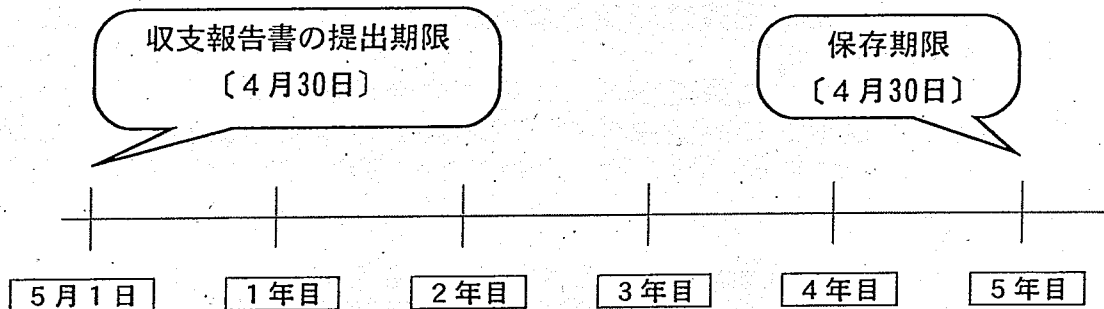 収支報告書の提出期限
〔4月30日〕
保存期限
〔4月30日〕
5月1日
1年目
2年目
3年目
4年目
5年目